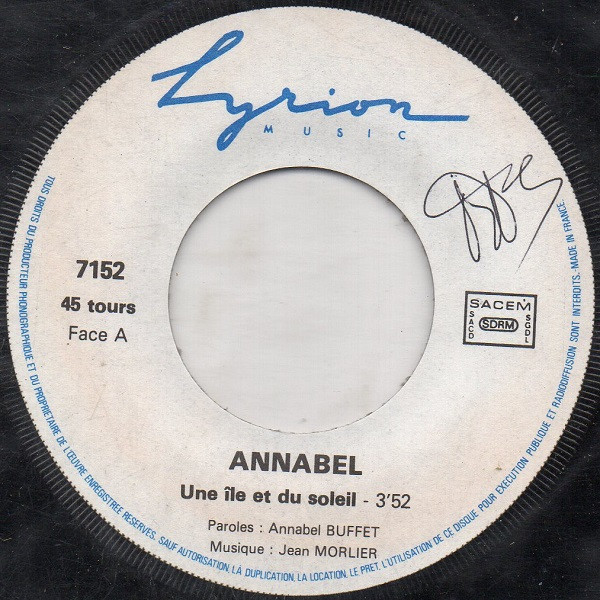 Lyrion
MUSIC
7152
45 tours
Face A
SACEM
SACD
SDRM
SGDL
ANNABEL
Une île et du soleil - 3'52
Paroles : Annabel BUFFET
Musique : Jean MORLIER
TOUS DROITS DU PRODUCTEUR PHONOGRAPHIQUE ET DU PROPRIETAIRE DE L'ŒUVRE ENREGISTREE RESERVES. SAUF AUTORISATION, LA DUPLICATION, LA LOCATION, LE PRET, L'UTILISATION DE CE DISQUE POUR EXECUTION PUBLIQUE ET RADIODIFFUSION SONT INTERDITS. - MADE IN FRANCE.